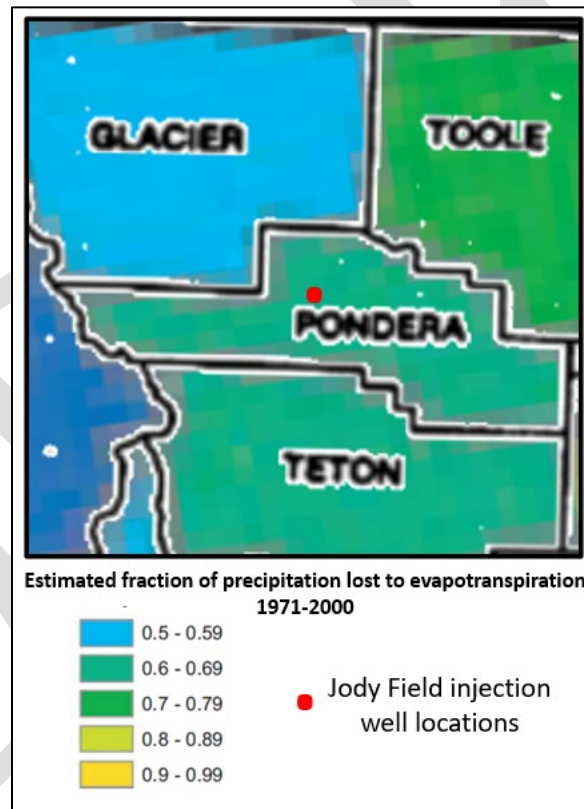 GLACIER
TOOLE
PONDERA
TETON
Estimated fraction of precipitation lost to evapotranspiration
1971-2000
0.5 - 0.59
0.6 - 0.69
0.7 - 0.79
0.8 - 0.89
0.9 - 0.99
Jody Field injection
well locations